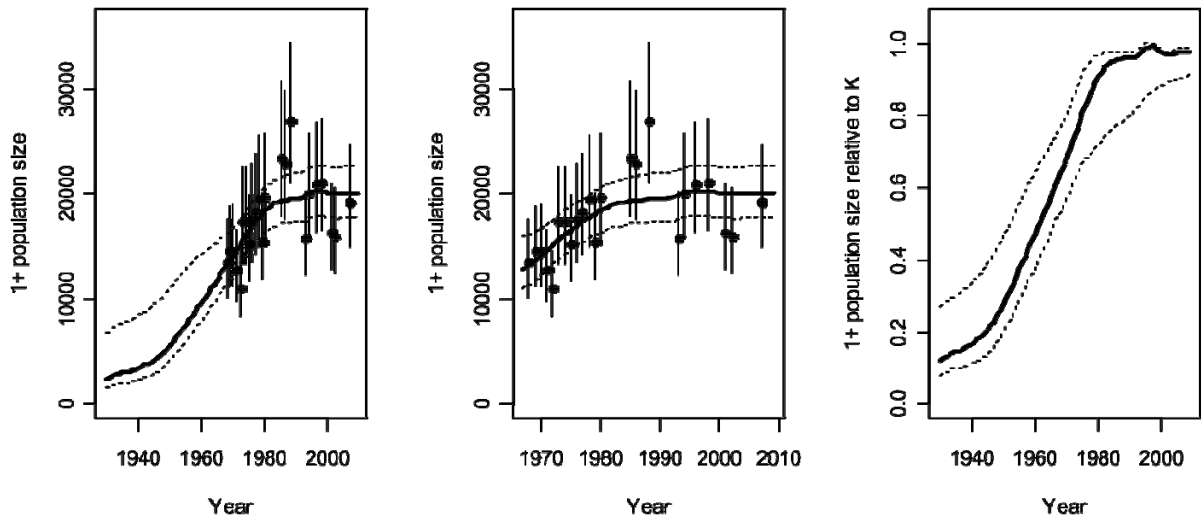 1+ population size
0 10000 20000 30000
1940 1960 1980 2000
Year
1+ population size
0 10000 20000 30000
1970 1980 1990 2000 2010
Year
1+ population size relative to K
0.0 0.2 0.4 0.6 0.8 1.0
1940 1960 1980 2000
Year